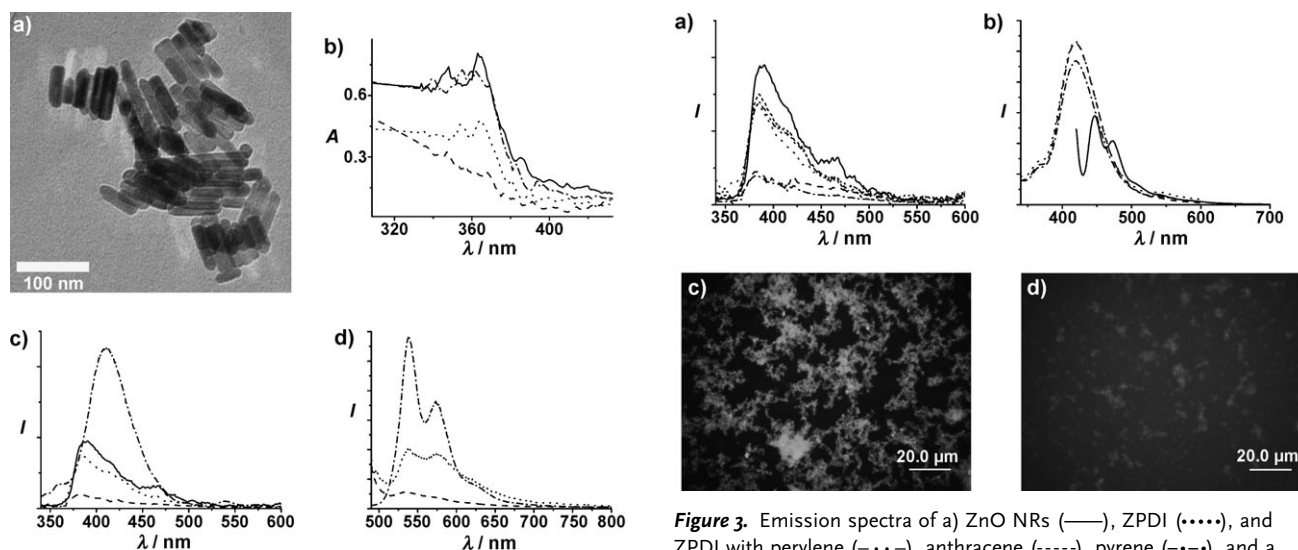 a)
100 nm
b)
0.6
A
0.3
320 360 400
λ / nm
c)
I
350 400 450 500 550 600
λ / nm
d)
I
500 550 600 650 700 750 800
λ / nm
a)
I
350 400 450 500 550 600
λ / nm
b)
I
400 500 600 700
λ / nm
c)
20.0 µm
d)
20.0 µm
Figure 3. Emission spectra of a) ZnO NRs (——), ZPDI (•••••), and
ZPDI with perylene (–··–), anthracene (-----), pyrene (–•–•), and a